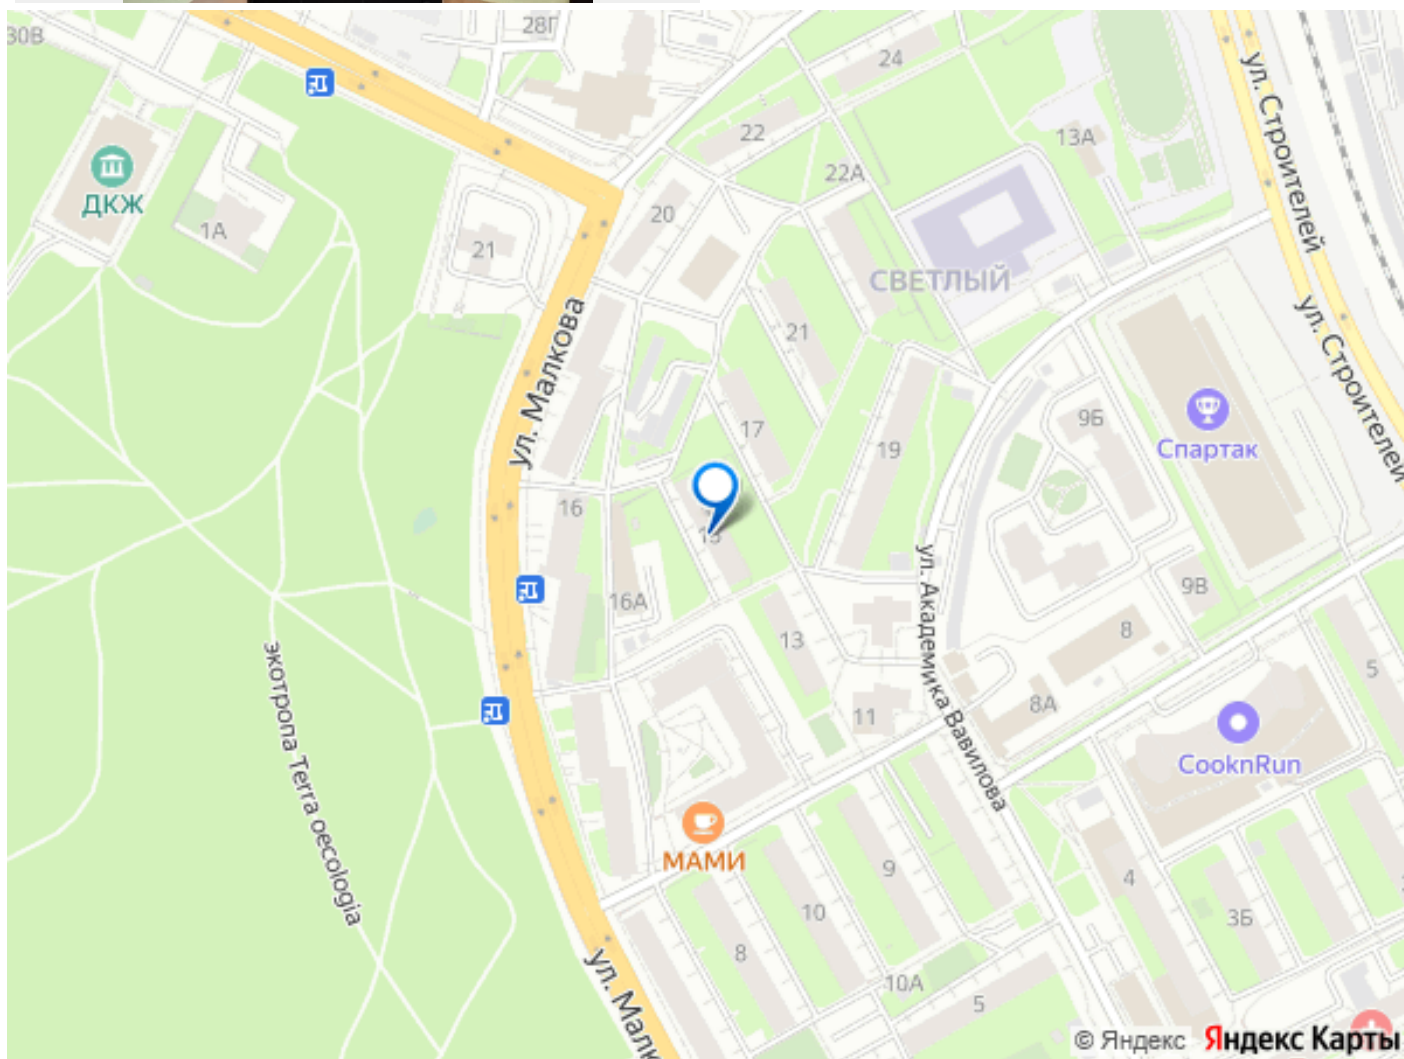 30В
28Г
24
22
13А
ул. Строителей
22А
ДКЖ
1А
20
21
СВЕТЛЫЙ
ул. Малкова
21
ул. Строителей
17
9Б
Спартак
19
16
15
ул. Академика Вавилова
16А
9В
13
8
5
экотропа Terra oecologia
11
8А
CooknRun
МАМИ
9
4
10
3Б
8
10А
5
ул. Малк
© Яндекс Яндекс Карты